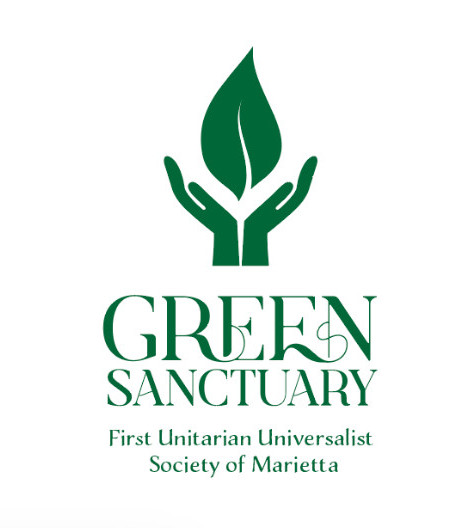 GREEN
SANCTUARY
First Unitarian Universalist
Society of Marietta